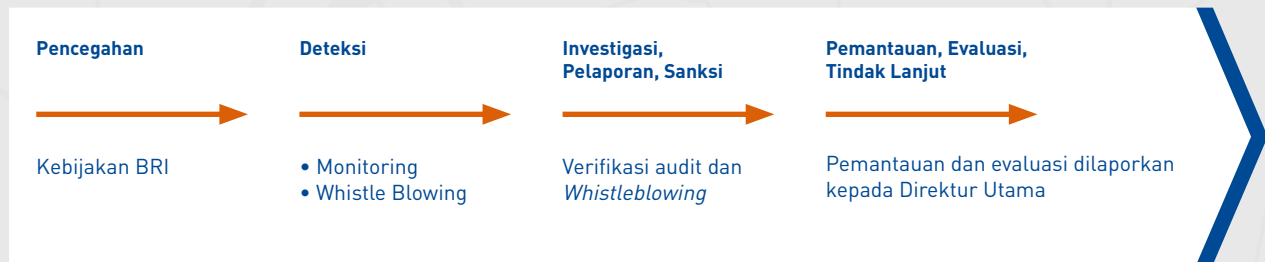 Pencegahan
Kebijakan BRI
Deteksi
• Monitoring
• Whistle Blowing
Investigasi,
Pelaporan, Sanksi
Verifikasi audit dan
Whistleblowing
Pemantauan, Evaluasi,
Tindak Lanjut
Pemantauan dan evaluasi dilaporkan
kepada Direktur Utama